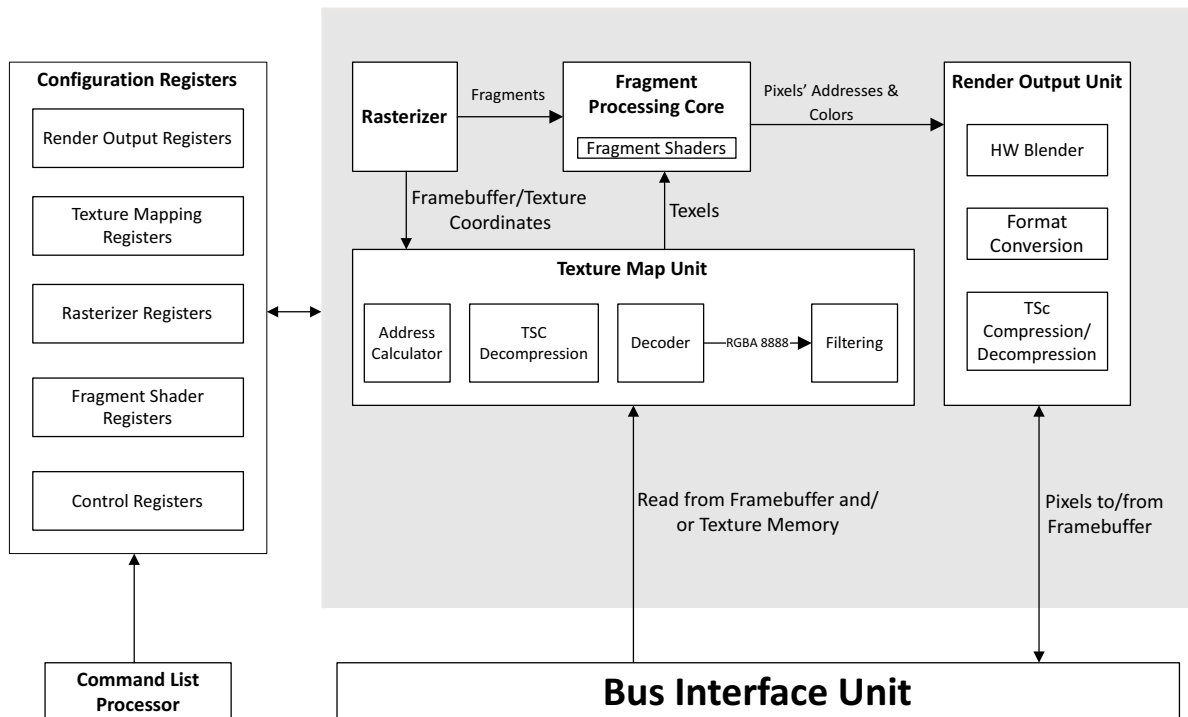 Configuration Registers
Render Output Registers
Texture Mapping
Registers
Rasterizer Registers
Fragment Shader
Registers
Control Registers
Command List
Processor
Rasterizer
Fragments
Fragment
Processing Core
Fragment Shaders
Pixels’ Addresses &
Colors
Render Output Unit
HW Blender
Format
Conversion
TSc
Compression/
Decompression
Framebuffer/Texture
Coordinates
Texels
Texture Map Unit
Address
Calculator
TSC
Decompression
Decoder
RGBA 8888
Filtering
Read from Framebuffer and/
or Texture Memory
Pixels to/from
Framebuffer
Bus Interface Unit